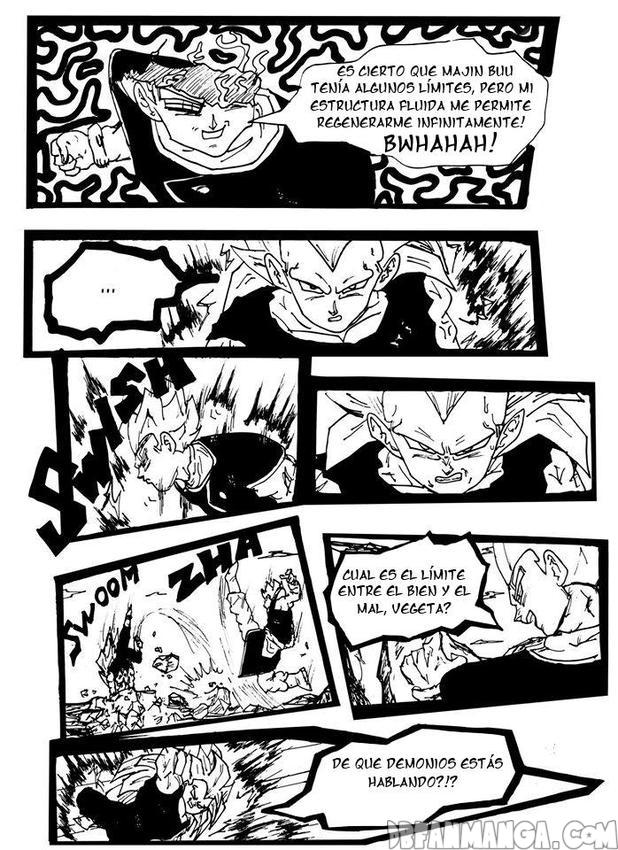 ES CIERTO QUE MAJIN BUU
TENÍA ALGUNOS LÍMITES, PERO MI
ESTRUCTURA FLUIDA ME PERMITE
REGENERARME INFINITAMENTE!
BWHAHAH!
...
SWISH
SWOOM
ZHA
CUAL ES EL LÍMITE
ENTRE EL BIEN Y EL
MAL, VEGETA?
DE QUE DEMONIOS ESTÁS
HABLANDO?!?
DBFANMANGA.COM